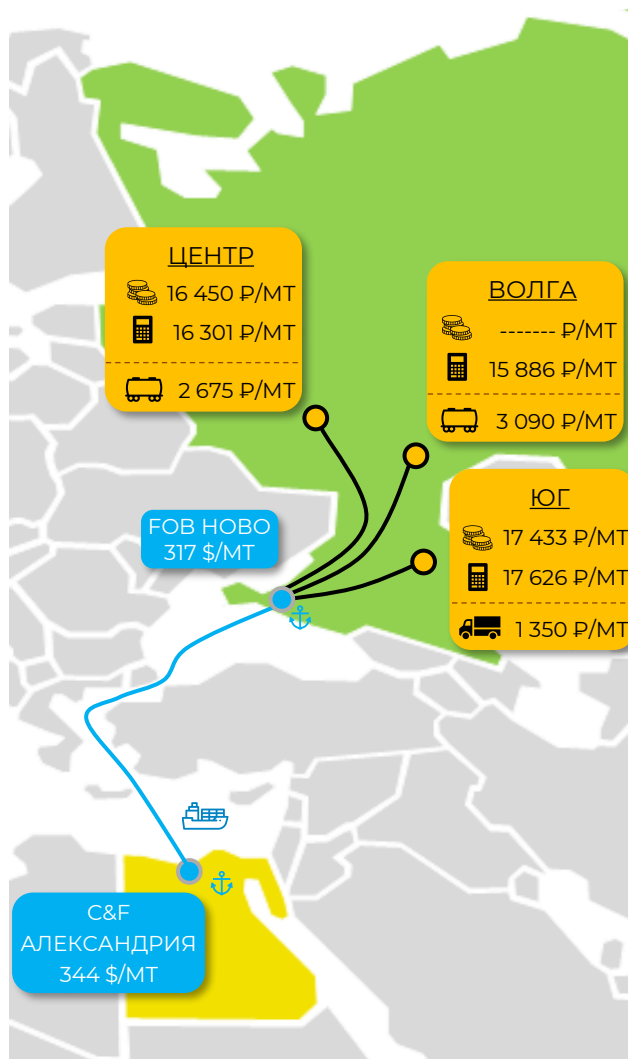 ЦЕНТР
16 450 ₽/МТ
16 301 ₽/МТ
2 675 ₽/МТ
ВОЛГА
------- ₽/МТ
15 886 ₽/МТ
3 090 ₽/МТ
ЮГ
17 433 ₽/МТ
17 626 ₽/МТ
1 350 ₽/МТ
FOB НОВО
317 $/МТ
C&F
АЛЕКСАНДРИЯ
344 $/МТ